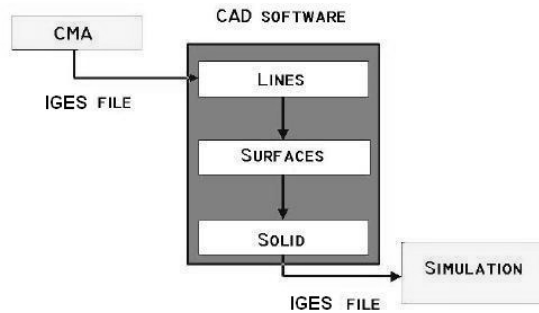 CAD SOFTWARE
CMA
IGES FILE
LINES
SURFACES
SOLID
SIMULATION
IGES FILE